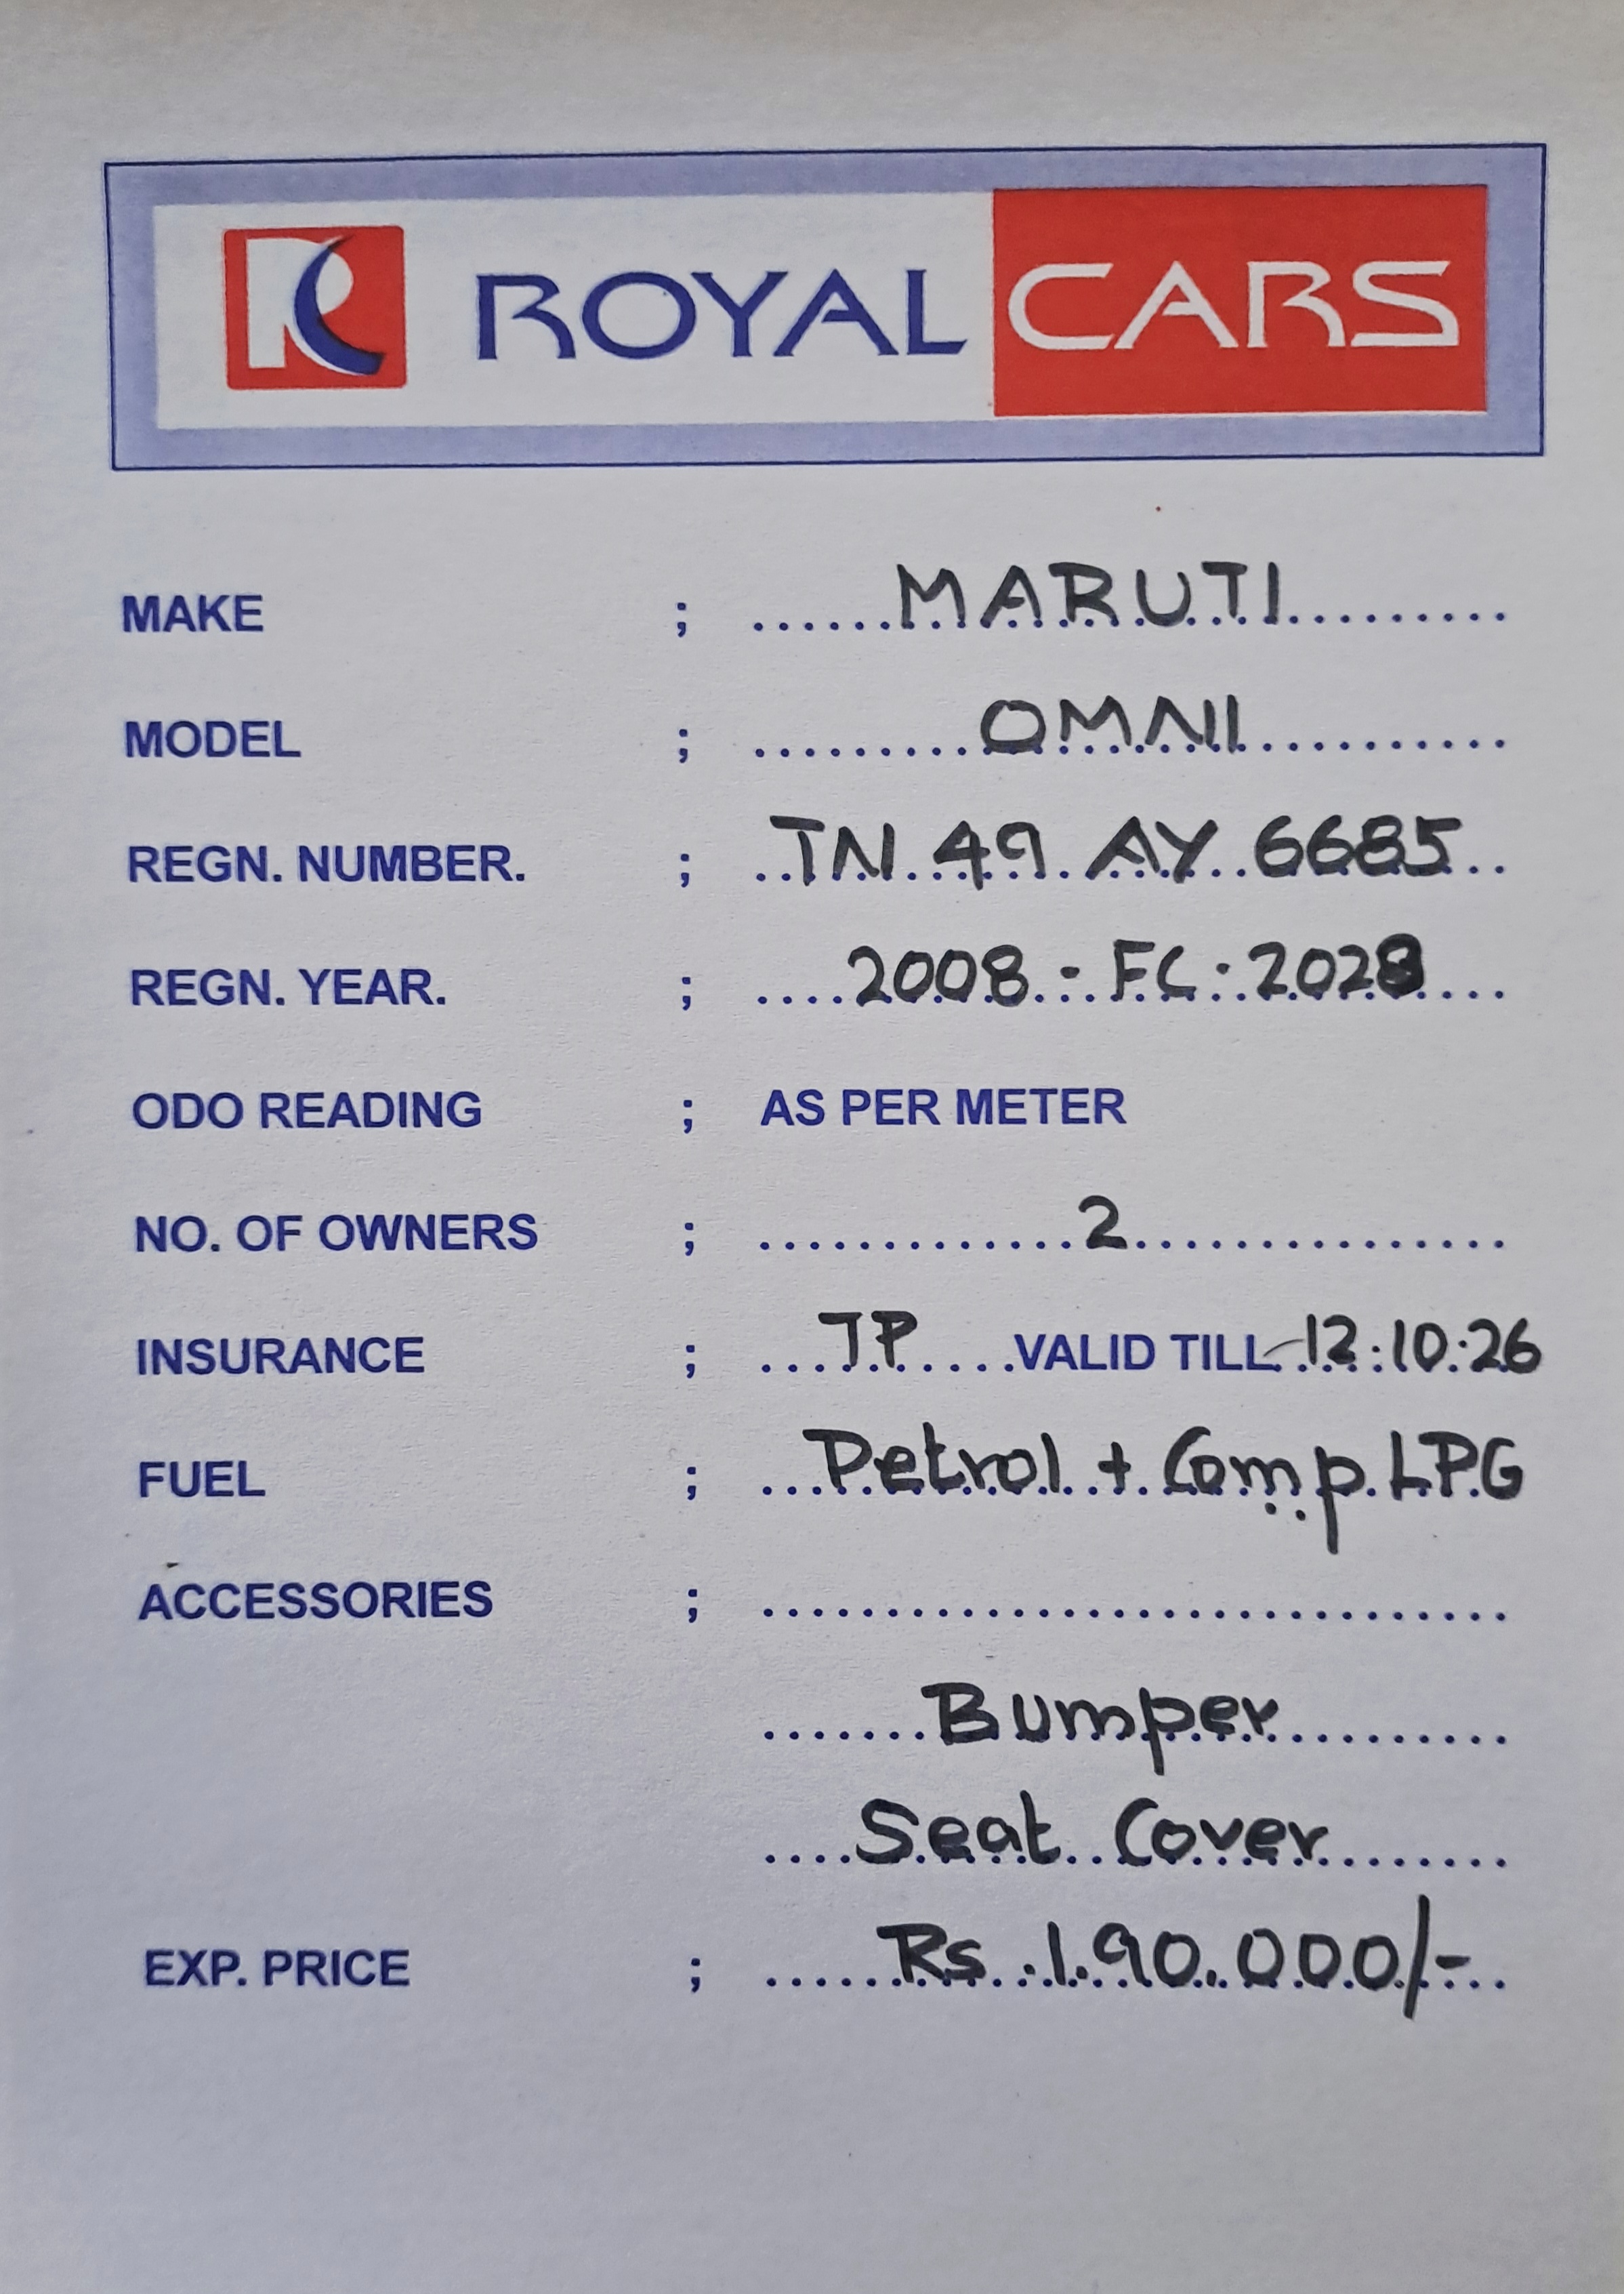 ROYAL CARS
MAKE ; MARUTI
MODEL ; OMNI
REGN. NUMBER. ; TN 49 AY 6685
REGN. YEAR. ; 2008 - FC : 2028
ODO READING ; AS PER METER
NO. OF OWNERS ; 2
INSURANCE ; TP VALID TILL 12:10:26
FUEL ; Petrol + Comp. LPG
ACCESSORIES ;
Bumper
Seat Cover
EXP. PRICE ; Rs. 1.90.000/-